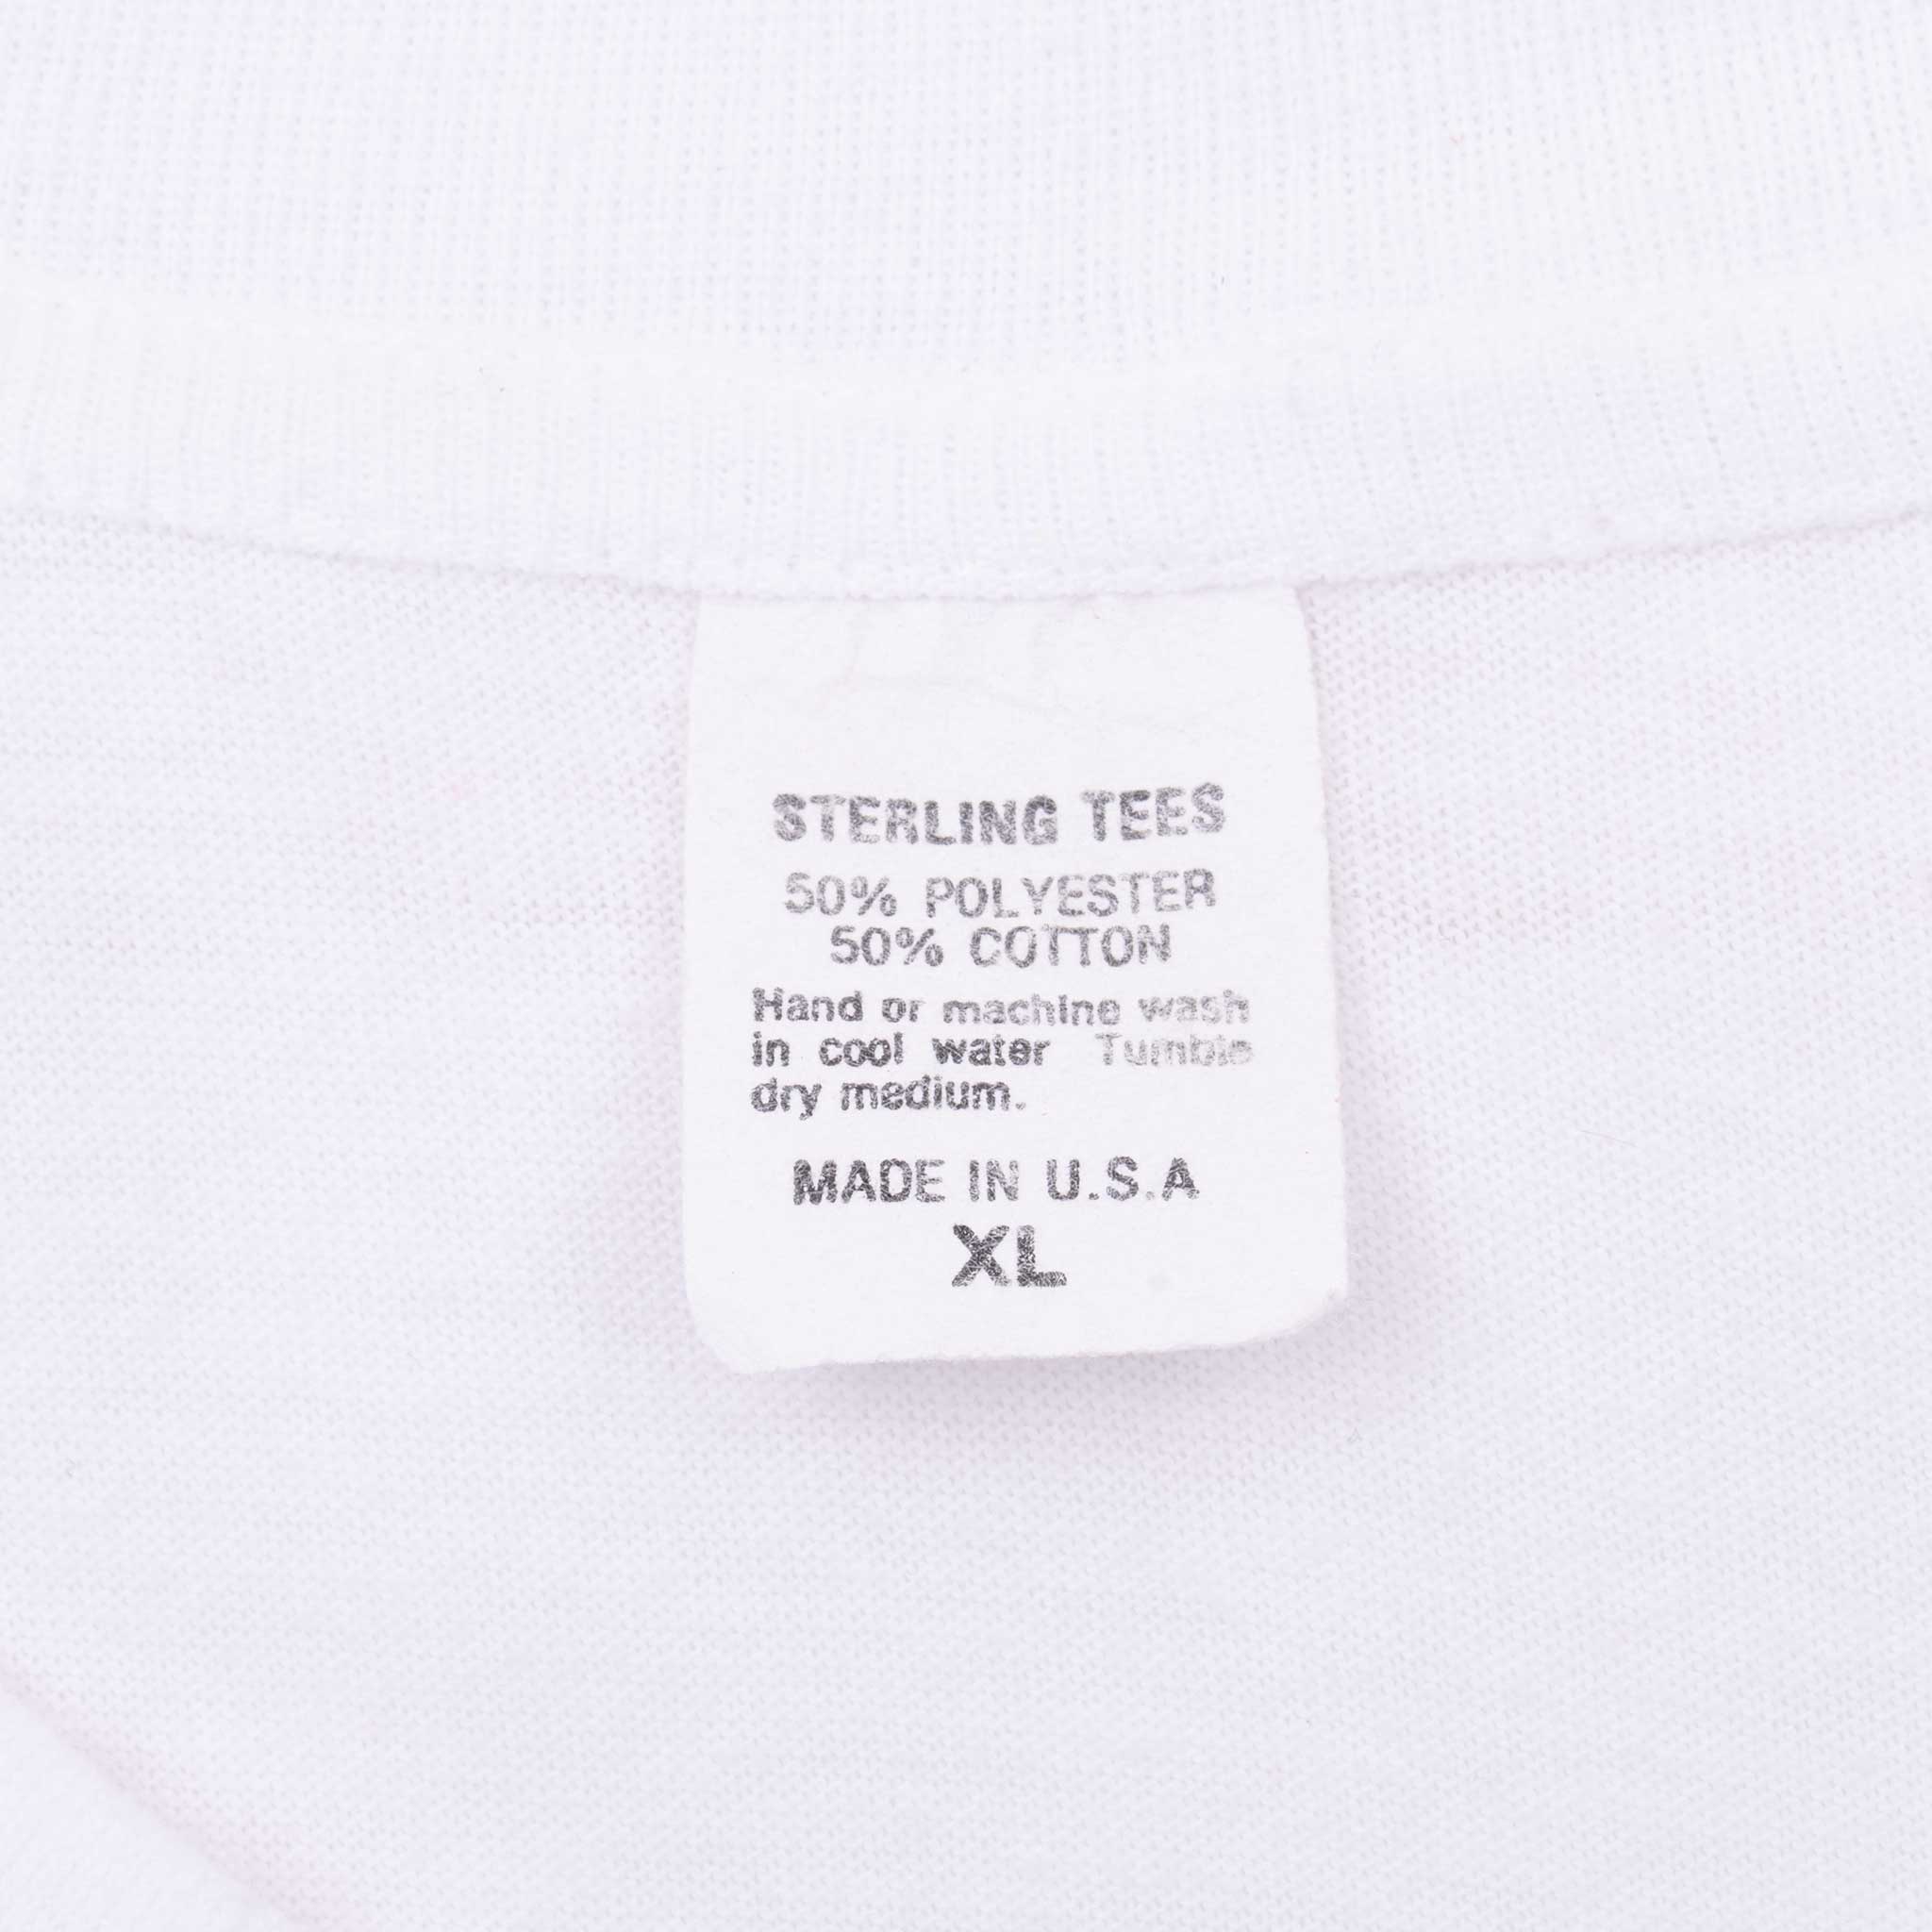 STERLING TEES
50% POLYESTER
50% COTTON
Hand or machine wash
in cool water Tumble
dry medium.
MADE IN U.S.A
XL